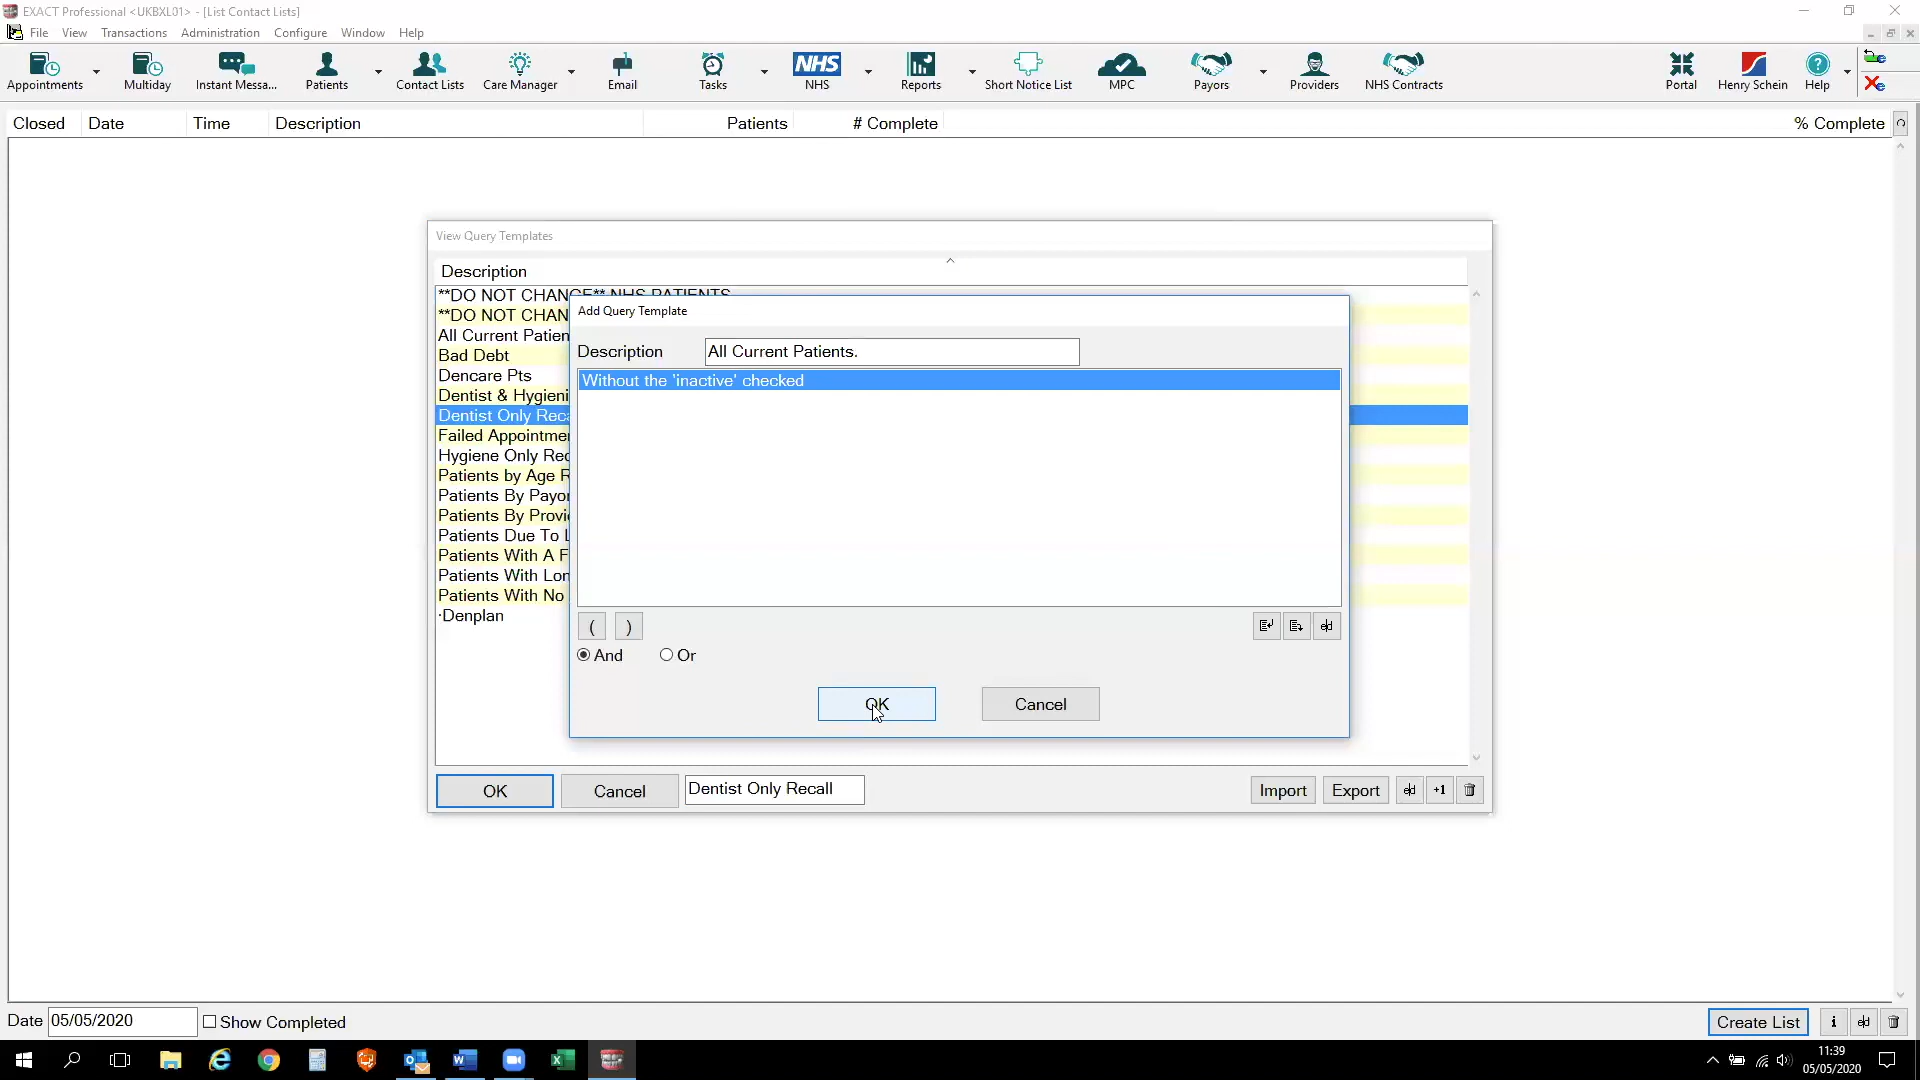 EXACT Professional <UKBXL01> - [List Contact Lists]
File View Transactions Administration Configure Window Help
Appointments Multiday Instant Messa... Patients Contact Lists Care Manager Email Tasks NHS NHS Reports Short Notice List MPC Payors Providers NHS Contracts Portal Henry Schein ? Help
Closed Date Time Description Patients # Complete % Complete
View Query Templates
Description
**DO NOT CHANGE** NHS PATIENTS
**DO NOT CHAN
All Current Patien
Bad Debt
Dencare Pts
Dentist & Hygieni
Dentist Only Reca
Failed Appointme
Hygiene Only Rec
Patients by Age R
Patients By Payo
Patients By Provi
Patients Due To L
Patients With A F
Patients With Lon
Patients With No
·Denplan
Add Query Template
Description All Current Patients.
Without the 'inactive' checked
( )
And Or
OK Cancel
OK Cancel Dentist Only Recall Import Export +1
Date 05/05/2020 Show Completed Create List i
11:39
05/05/2020